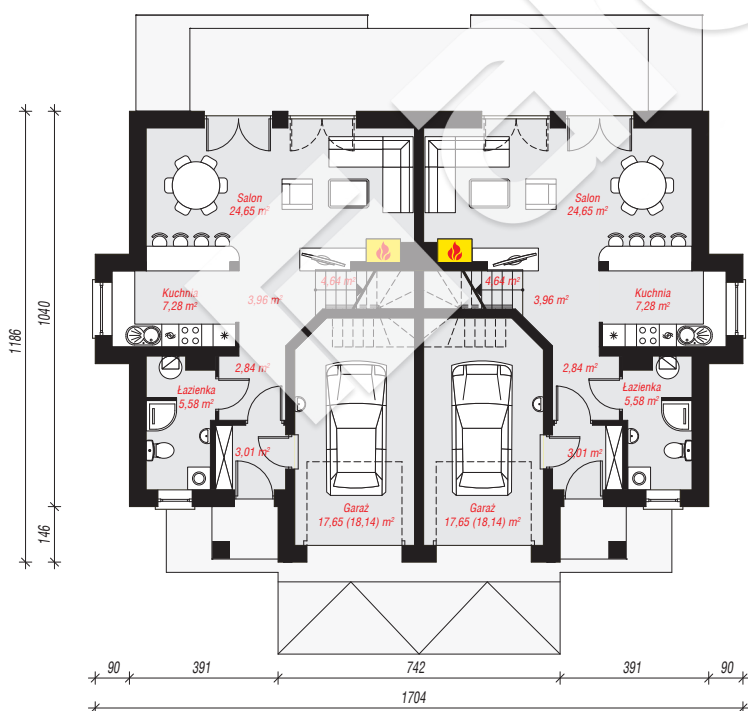 Salon
24,65 m²
Salon
24,65 m²
Kuchnia
7,28 m²
3,96 m²
4,64 m²
4,64 m²
3,96 m²
Kuchnia
7,28 m²
2,84 m²
2,84 m²
Łazienka
5,58 m²
Łazienka
5,58 m²
3,01 m²
3,01 m²
Garaż
17,65 (18,14) m²
Garaż
17,65 (18,14) m²
1186
1040
146
90
391
742
391
90
1704